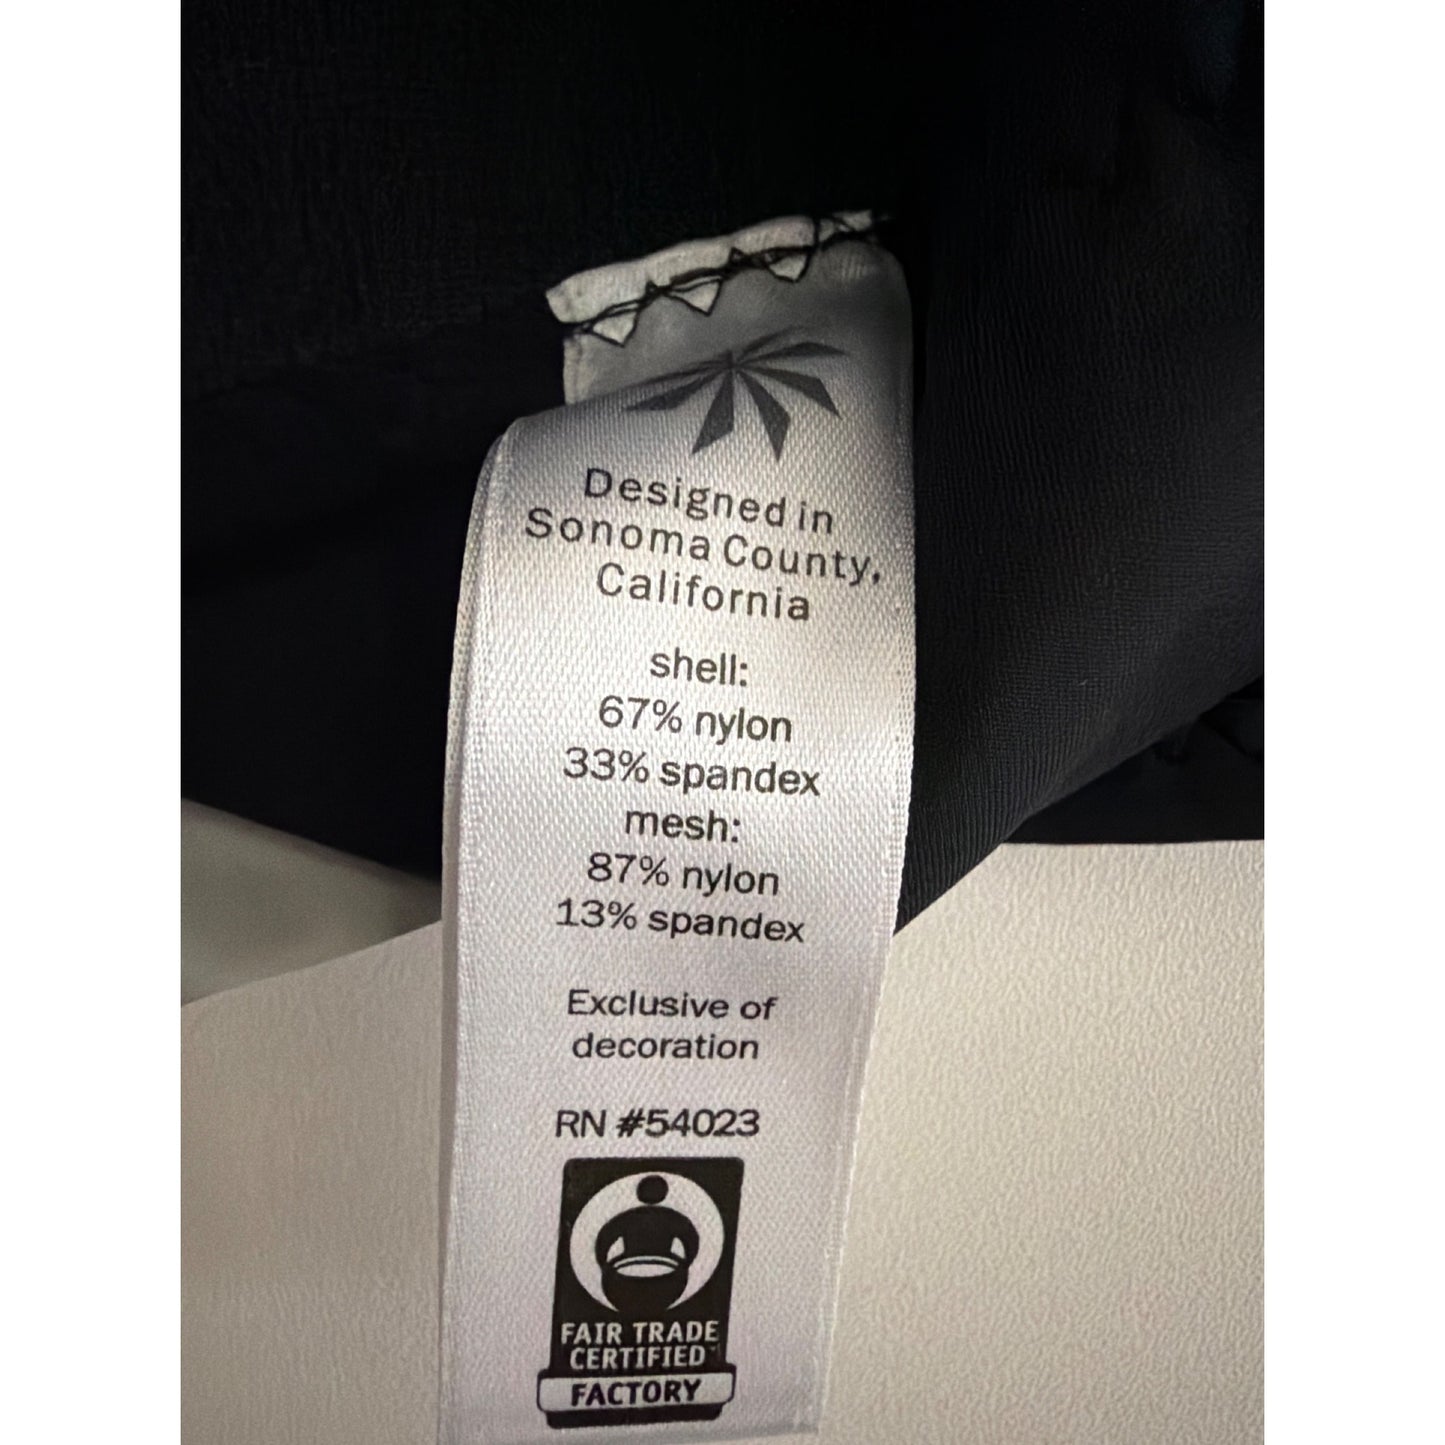 Designed in
Sonoma County,
California
shell:
67% nylon
33% spandex
mesh:
87% nylon
13% spandex
Exclusive of
decoration
RN #54023
FAIR TRADE
CERTIFIED
FACTORY